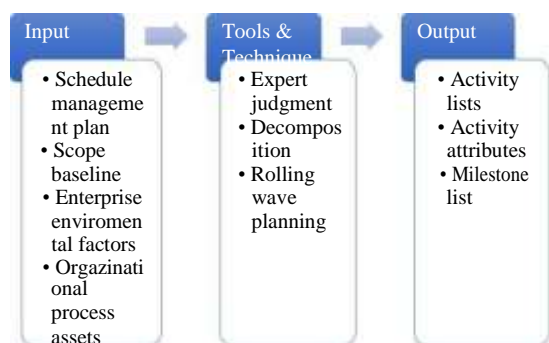 Input
• Schedule
manageme
nt plan
• Scope
baseline
• Enterprise
enviromen
tal factors
• Orgazinati
onal
process
assets
Tools &
Technique
• Expert
judgment
• Decompos
ition
• Rolling
wave
planning
Output
• Activity
lists
• Activity
attributes
• Milestone
list